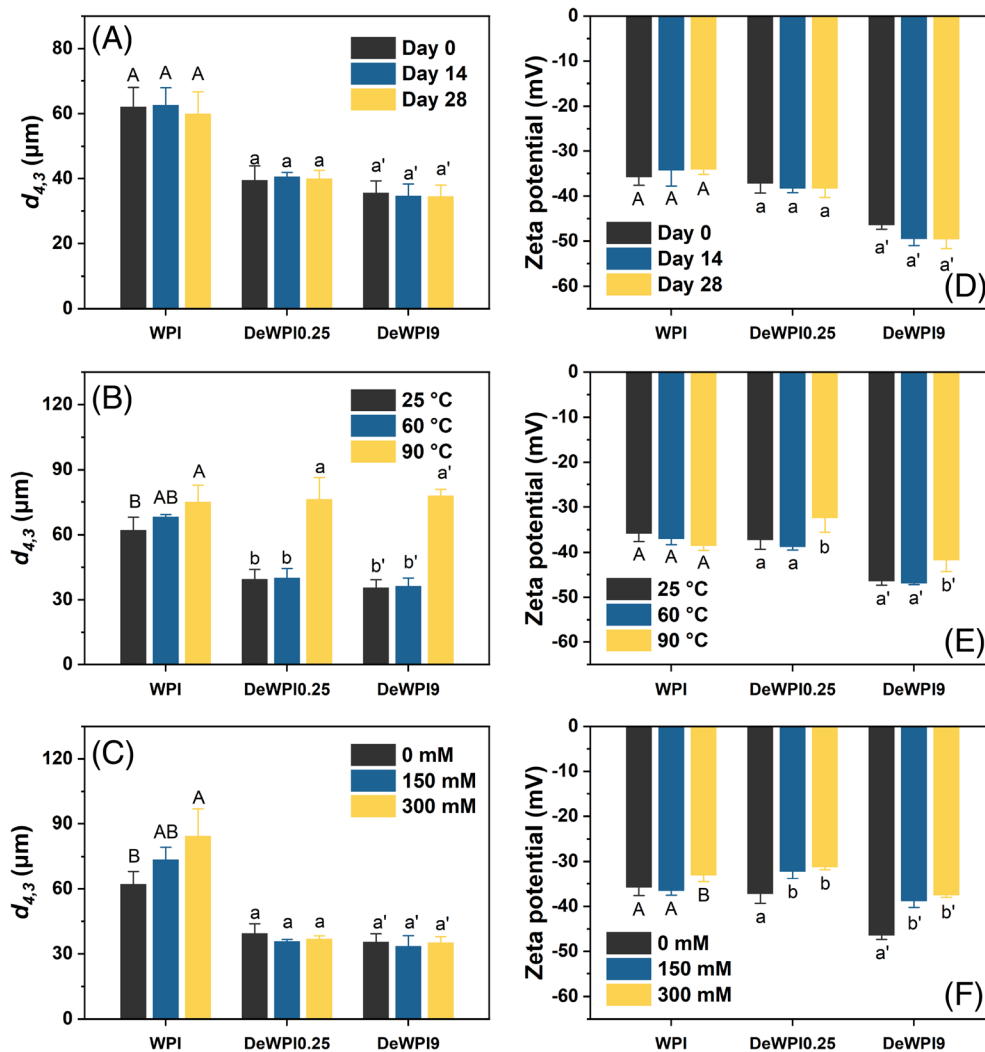 (A)
Day 0
Day 14
Day 28
d4,3 (μm)
80
60
40
20
0
A A A
a a a
a' a' a'
WPI DeWPI0.25 DeWPI9
(D)
Day 0
Day 14
Day 28
Zeta potential (mV)
0
-10
-20
-30
-40
-50
-60
A A A
a a a
a' a' a'
WPI DeWPI0.25 DeWPI9
(B)
25 °C
60 °C
90 °C
d4,3 (μm)
120
90
60
30
0
B AB A
b b a
b' b' a'
WPI DeWPI0.25 DeWPI9
(E)
25 °C
60 °C
90 °C
Zeta potential (mV)
0
-10
-20
-30
-40
-50
-60
A A A
a a b
a' a' b'
WPI DeWPI0.25 DeWPI9
(C)
0 mM
150 mM
300 mM
d4,3 (μm)
120
90
60
30
0
B AB A
a a a
a' a' a'
WPI DeWPI0.25 DeWPI9
(F)
0 mM
150 mM
300 mM
Zeta potential (mV)
0
-10
-20
-30
-40
-50
-60
A A B
a b b
a' b' b'
WPI DeWPI0.25 DeWPI9